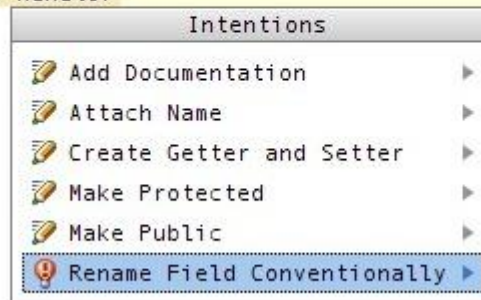 Intentions
Add Documentation
Attach Name
Create Getter and Setter
Make Protected
Make Public
Rename Field Conventionally